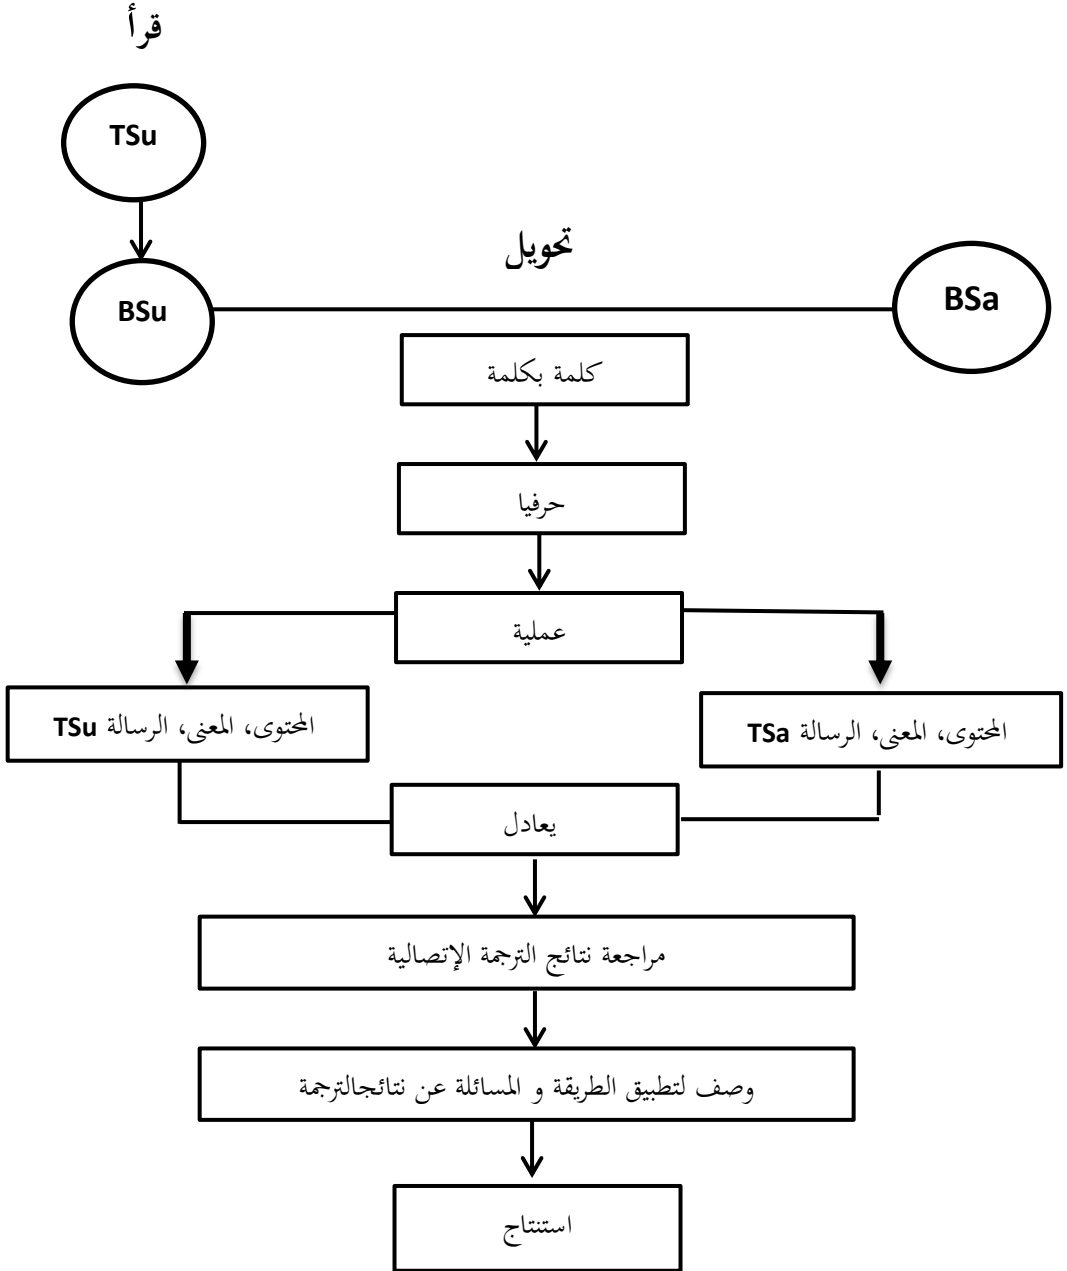 قرأ
TSu
تحويل
BSu
BSa
كلمة بكلمة
حرفيا
عملية
المحتوى، المعنى، الرسالة TSu
المحتوى، المعنى، الرسالة TSa
يعادل
مراجعة نتائج الترجمة الإتصالية
وصف لتطبيق الطريقة و المسائلة عن نتائجالترجمة
استنتاج